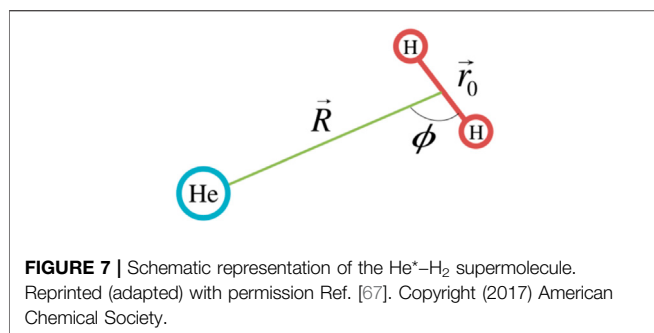 H
r⃗₀
R⃗
H
ϕ
He
FIGURE 7 | Schematic representation of the He*–H₂ supermolecule.
Reprinted (adapted) with permission Ref. [67]. Copyright (2017) American
Chemical Society.